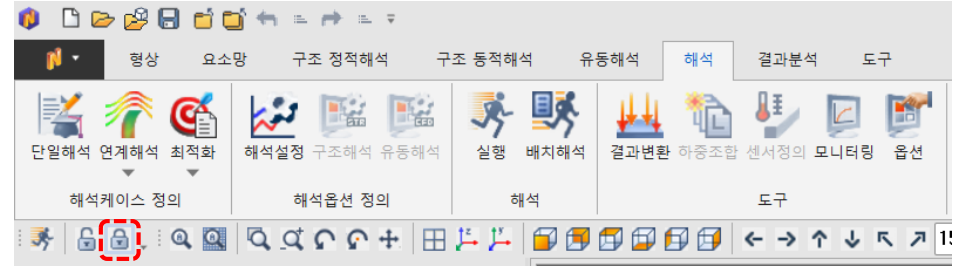 형상 요소망 구조 정적해석 구조 동적해석 유동해석 해석 결과분석 도구
단일해석 연계해석 최적화 해석설정 구조해석 유동해석 실행 배치해석 결과변환 하중조합 센서정의 모니터링 옵션
해석케이스 정의 해석옵션 정의 해석 도구
15